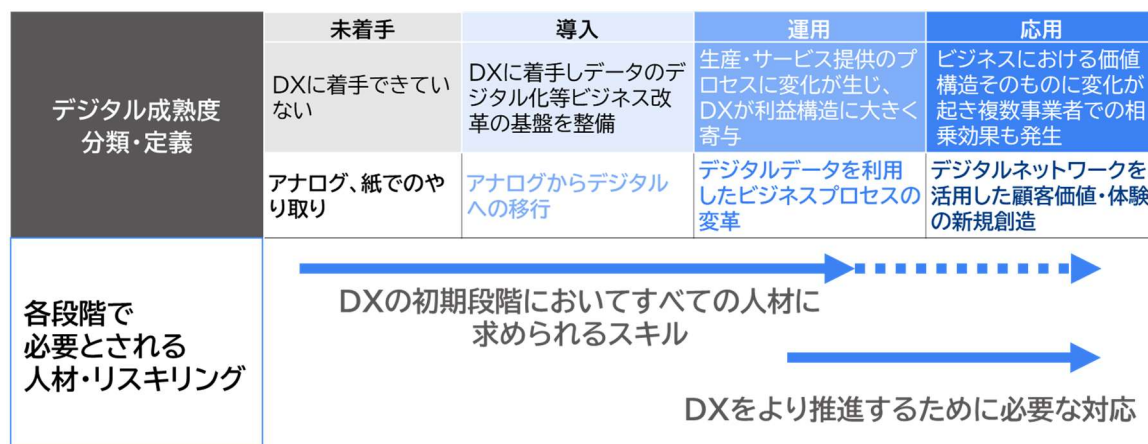 未着手
導入
運用
応用
デジタル成熟度
分類・定義
DXに着手できてい
ない
DXに着手しデータのデ
ジタル化等ビジネス改
革の基盤を整備
生産・サービス提供のプ
ロセスに変化が生じ、
DXが利益構造に大きく
寄与
ビジネスにおける価値
構造そのものに変化が
起き複数事業者での相
乗効果も発生
アナログ、紙でのや
り取り
アナログからデジタル
への移行
デジタルデータを利用
したビジネスプロセスの
変革
デジタルネットワークを
活用した顧客価値・体験
の新規創造
各段階で
必要とされる
人材・リスキリング
DXの初期段階においてすべての人材に
求められるスキル
DXをより推進するために必要な対応